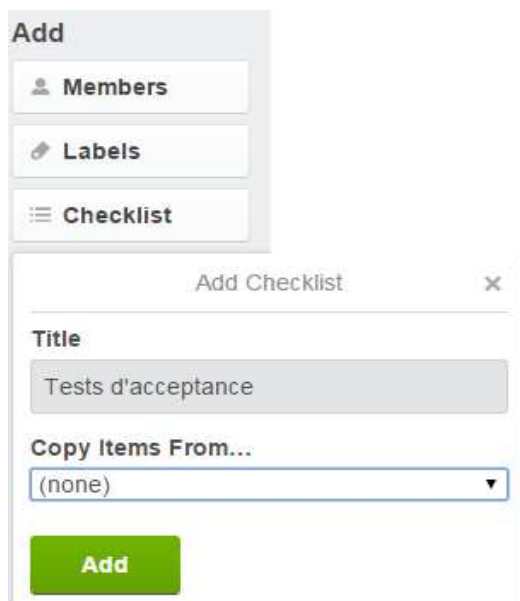 Add
Members
Labels
Checklist
Add Checklist
Title
Tests d'acceptance
Copy Items From...
(none)
Add